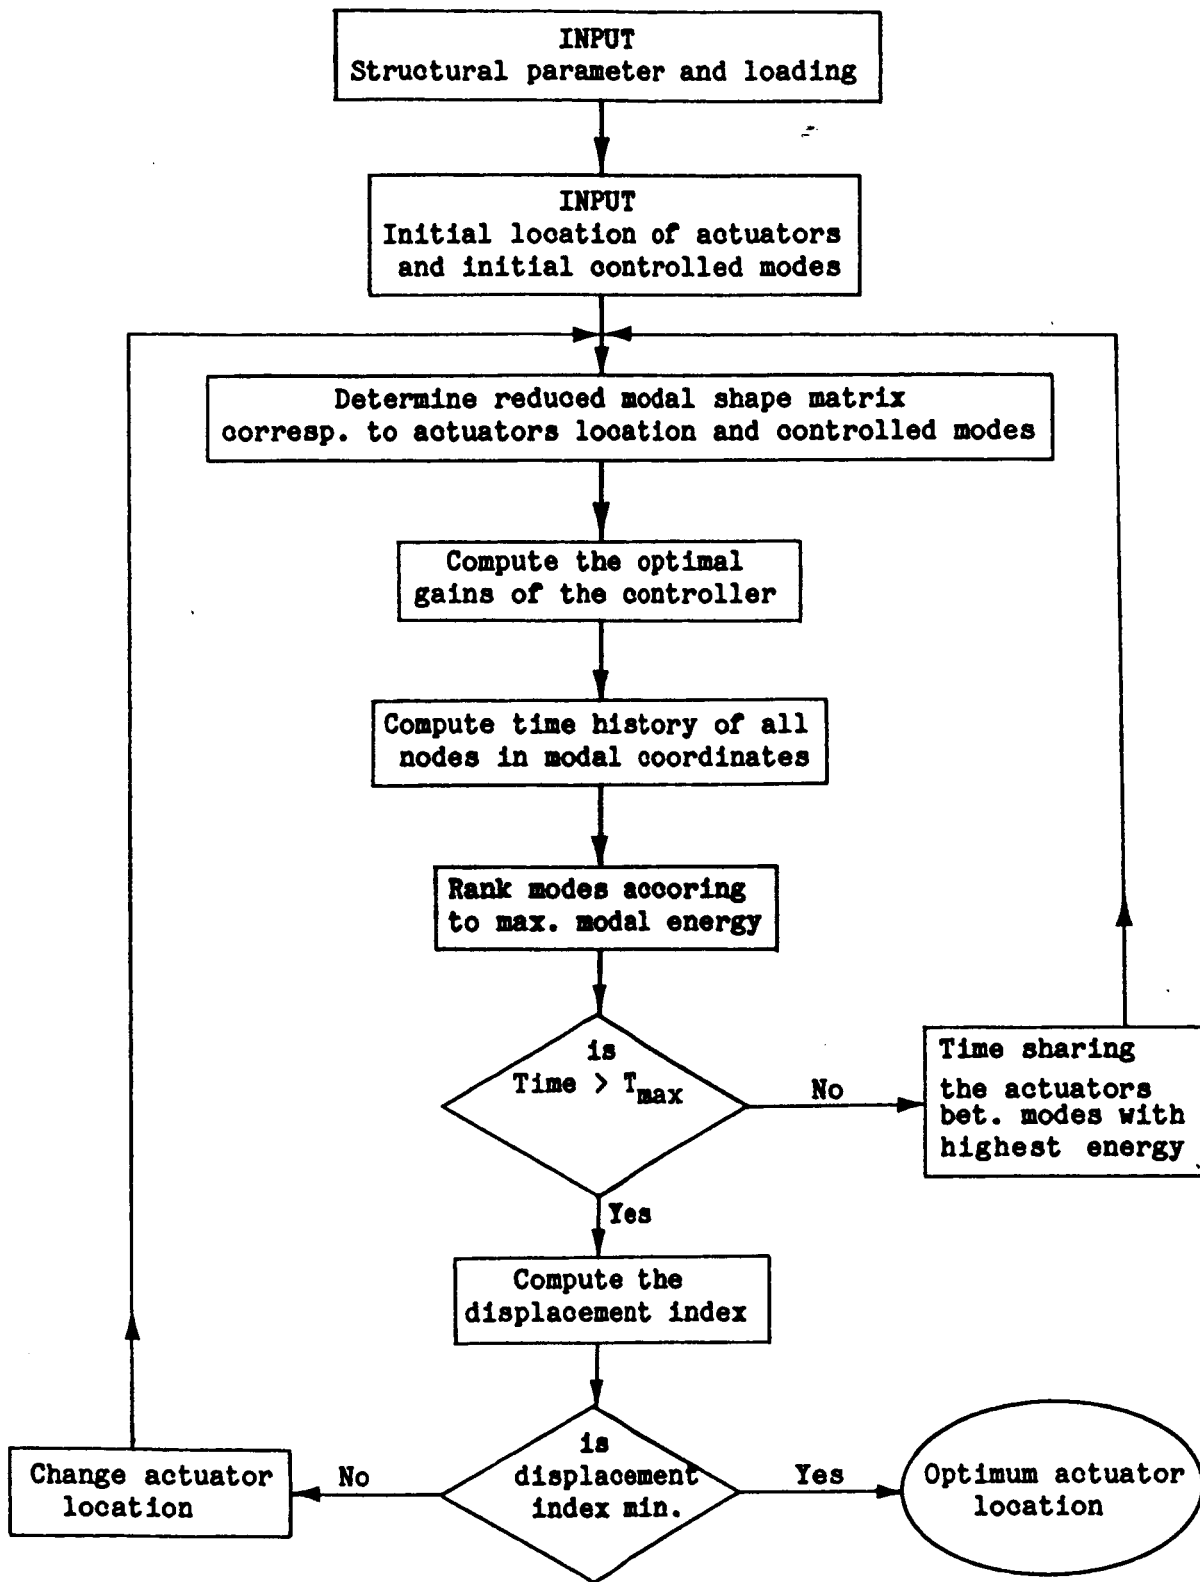 INPUT
Structural parameter and loading
INPUT
Initial location of actuators
and initial controlled modes
Determine reduced modal shape matrix
corresp. to actuators location and controlled modes
Compute the optimal
gains of the controller
Compute time history of all
nodes in modal coordinates
Rank modes accoring
to max. modal energy
is
Time > Tmax
No
Time sharing
the actuators
bet. modes with
highest energy
Yes
Compute the
displacement index
is
displacement
index min.
No
Change actuator
location
Yes
Optimum actuator
location